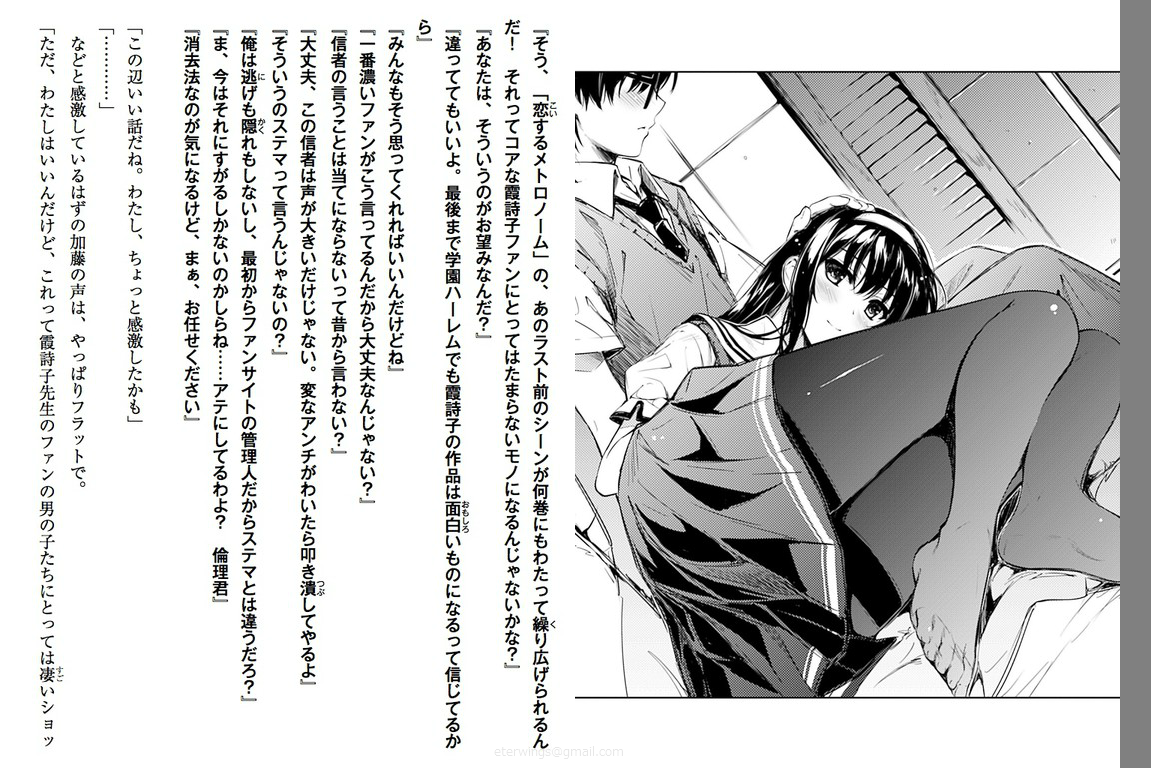 『そう、「恋するメトロノーム」の、あのラスト前のシーンが何巻にもわたって繰り広げられるん
だ！　それってコアな霞詩子ファンにとってはたまらないモノになるんじゃないかな？』
『あなたは、そういうのがお望みなんだ？』
『違っててもいいよ。最後まで学園ハーレムでも霞詩子の作品は面白いものになるって信じてるか
ら』
『みんなもそう思ってくれればいいんだけどね』
『一番濃いファンがこう言ってるんだから大丈夫なんじゃない？』
『信者の言うことは当てにならないって昔から言わない？』
『大丈夫、この信者は声が大きいだけじゃない。変なアンチがわいたら叩き潰してやるよ』
『そういうのステマって言うんじゃないの？』
『俺は逃げも隠れもしないし、最初からファンサイトの管理人だからステマとは違うだろ？』
『ま、今はそれにすがるしかないのかしらね……アテにしてるわよ？　倫理君』
『消去法なのが気になるけど、まぁ、お任せください』
「この辺いい話だね。わたし、ちょっと感激したかも」
「…………」
などと感激しているはずの加藤の声は、やっぱりフラットで。
「ただ、わたしはいいんだけど、これって霞詩子先生のファンの男の子たちにとっては凄いショッ
eterwings@gmail.com